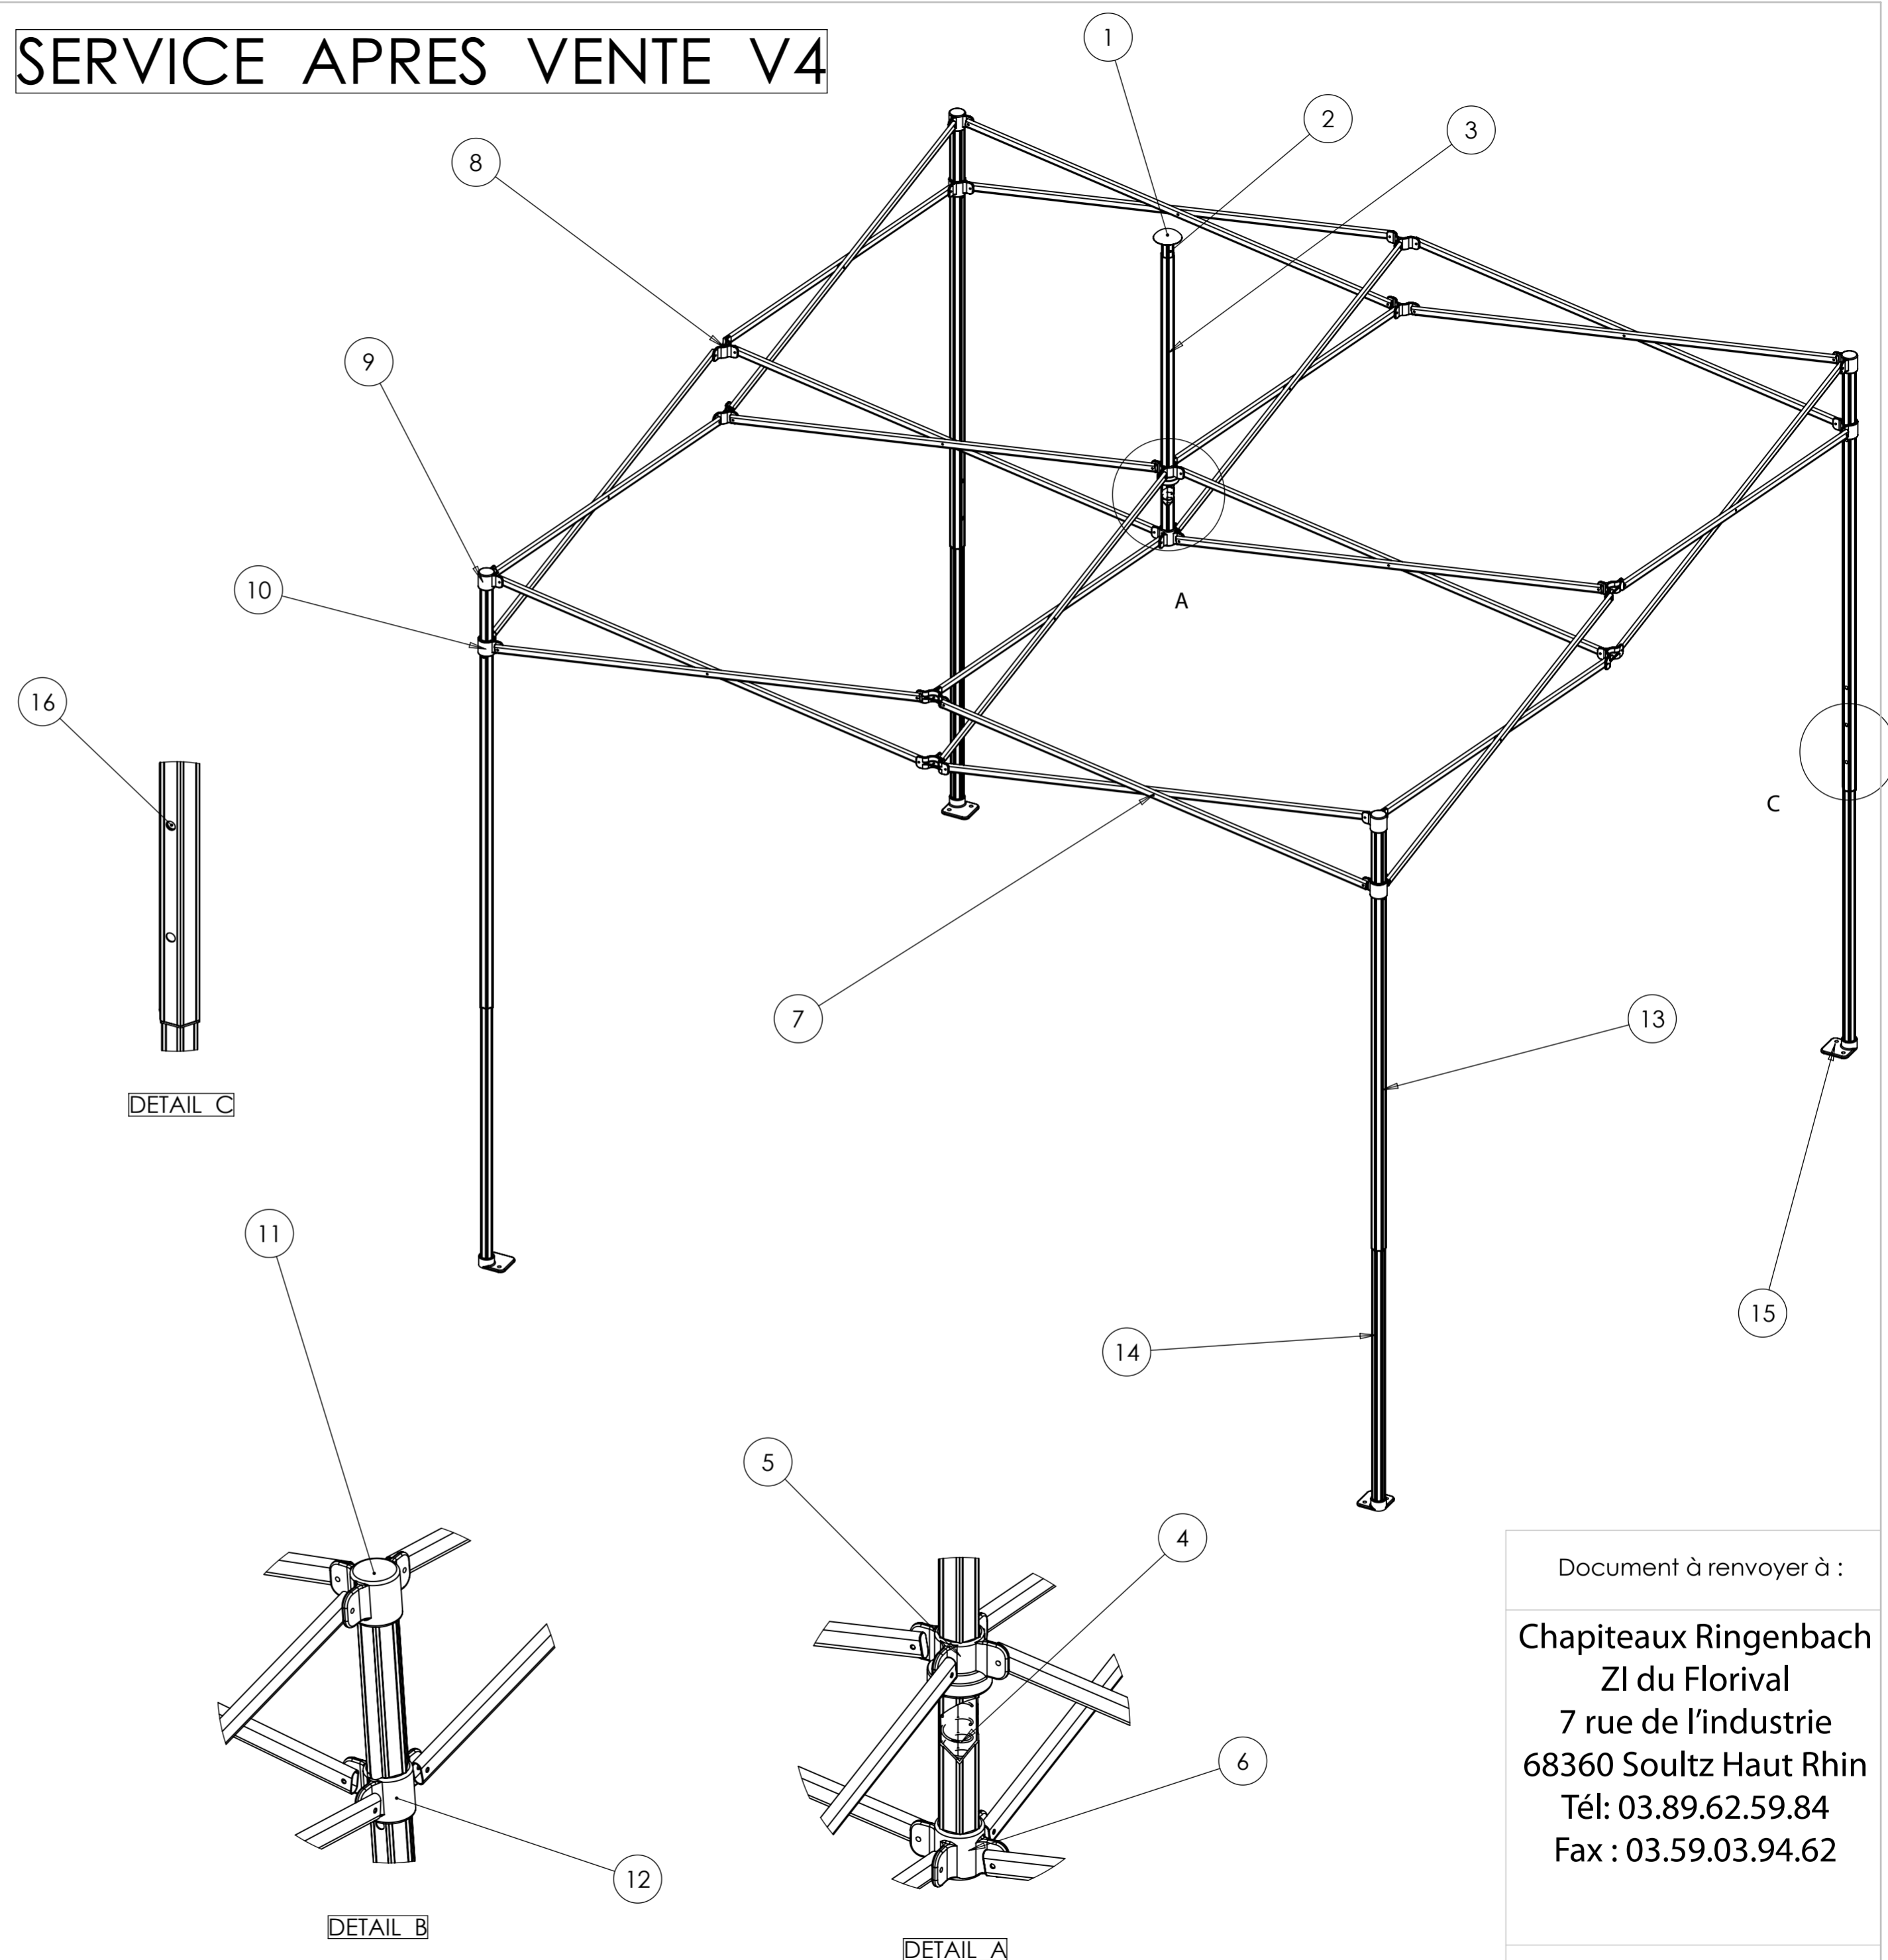 SERVICE APRES VENTE V4
1
2
3
8
9
10
A
16
C
7
13
DETAIL C
11
15
14
5
4
6
12
DETAIL B
DETAIL A
Document à renvoyer à :
Chapiteaux Ringenbach
ZI du Florival
7 rue de l'industrie
68360 Soultz Haut Rhin
Tél: 03.89.62.59.84
Fax : 03.59.03.94.62